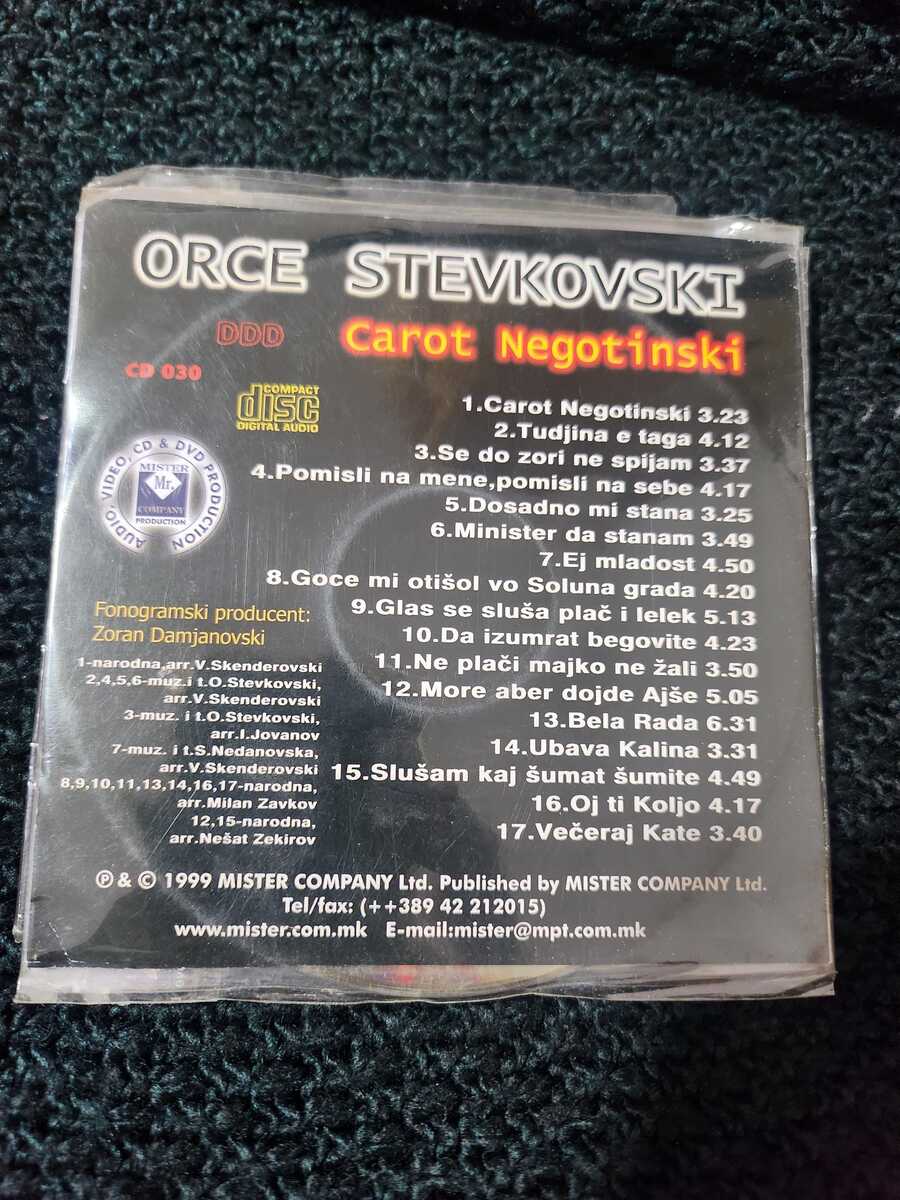 ORCE STEVKOVSKI
DDD
Carot Negotinski
CD 030
COMPACT
disc
DIGITAL AUDIO
AUDIO, VIDEO, CD & DVD PRODUCTION
MISTER
Mr.
COMPANY
PRODUCTION
1.Carot Negotinski 3.23
2.Tudjina e taga 4.12
3.Se do zori ne spijam 3.37
4.Pomisli na mene,pomisli na sebe 4.17
5.Dosadno mi stana 3.25
6.Minister da stanam 3.49
7.Ej mladost 4.50
8.Goce mi otišol vo Soluna grada 4.20
9.Glas se sluša plač i lelek 5.13
10.Da izumrat begovite 4.23
11.Ne plači majko ne žali 3.50
12.More aber dojde Ajše 5.05
13.Bela Rada 6.31
14.Ubava Kalina 3.31
15.Slušam kaj šumat šumite 4.49
16.Oj ti Koljo 4.17
17.Večeraj Kate 3.40
Fonogramski producent:
Zoran Damjanovski
1-narodna,arr.V.Skenderovski
2,4,5,6-muz.i t.O.Stevkovski,
arr.V.Skenderovski
3-muz. i t.O.Stevkovski,
arr.I.Jovanov
7-muz. i t.S.Nedanovska,
arr.V.Skenderovski
8,9,10,11,13,14,16,17-narodna,
arr.Milan Zavkov
12,15-narodna,
arr.Nešat Zekirov
℗ & © 1999 MISTER COMPANY Ltd. Published by MISTER COMPANY Ltd.
Tel/fax: (++389 42 212015)
www.mister.com.mk E-mail:mister@mpt.com.mk